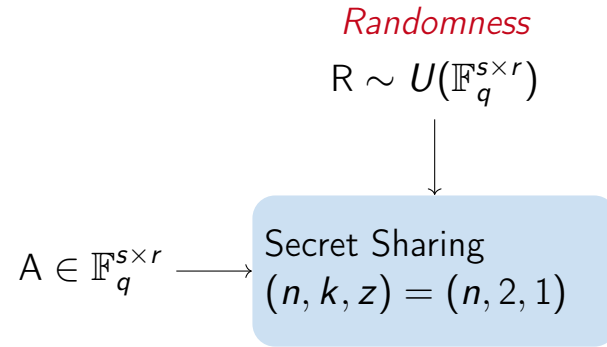 Randomness
R ∼ U(𝔽_q^{s×r})
A ∈ 𝔽_q^{s×r}
Secret Sharing
(n, k, z) = (n, 2, 1)